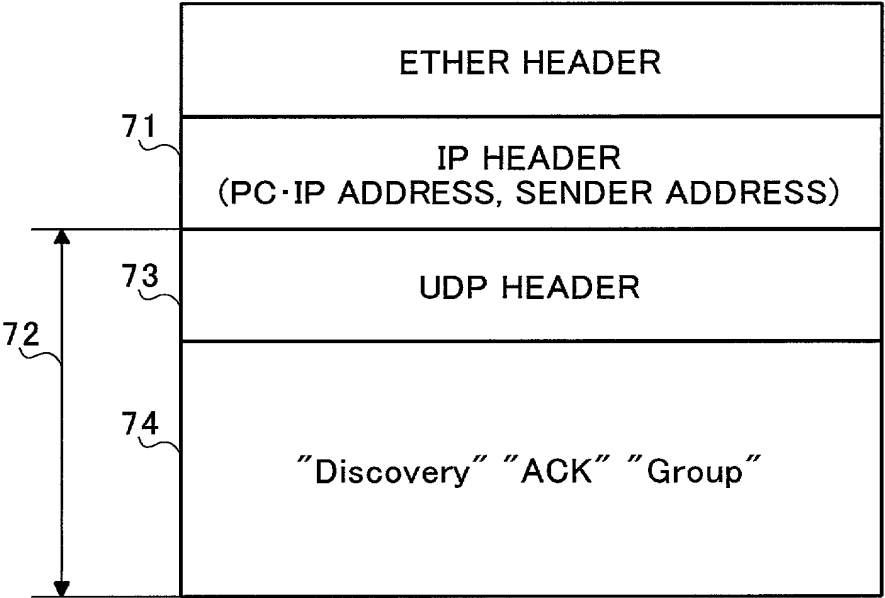 ETHER HEADER
71
IP HEADER
(PC·IP ADDRESS, SENDER ADDRESS)
73
UDP HEADER
72
74
"Discovery" "ACK" "Group"